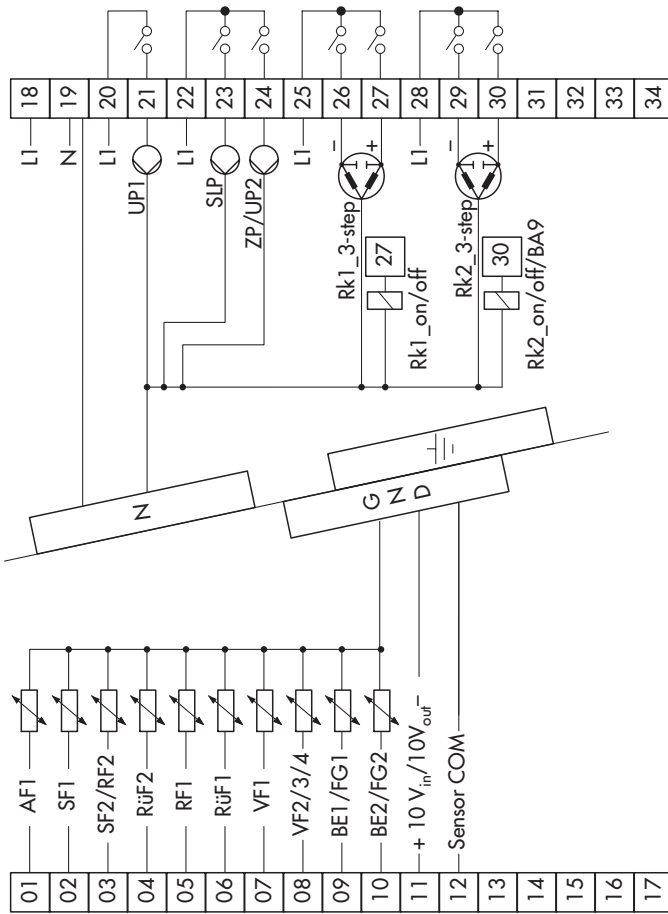 18
19
20
21
22
23
24
25
26
27
28
29
30
31
32
33
34
L1
N
L1
UP1
L1
SLP
ZP/UP2
L1
–
+
Rk1_3-step
27
Rk1_on/off
L1
–
+
Rk2_3-step
30
Rk2_on/off/BA9
N
GND
AF1
SF1
SF2/RF2
RüF2
RF1
RüF1
VF1
VF2/3/4
BE1/FG1
BE2/FG2
+ 10 Vin/10Vout–
Sensor COM
01
02
03
04
05
06
07
08
09
10
11
12
13
14
15
16
17